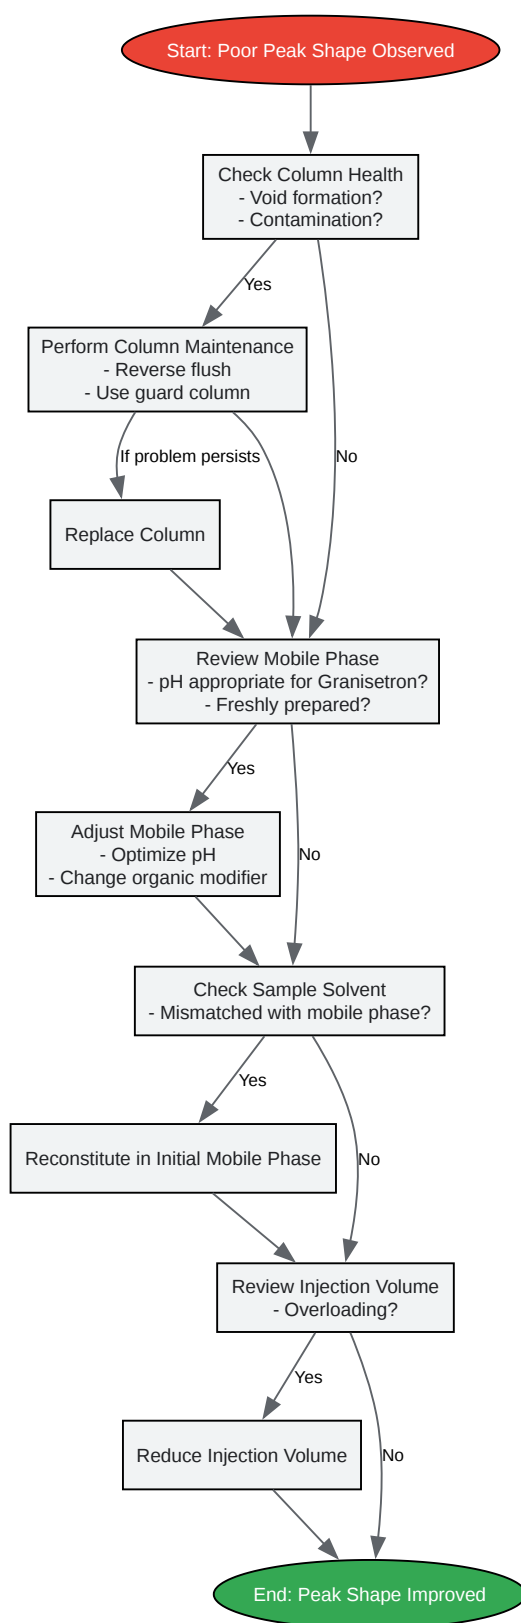 Start: Poor Peak Shape Observed
Check Column Health
- Void formation?
- Contamination?
Yes
No
Perform Column Maintenance
- Reverse flush
- Use guard column
If problem persists
Replace Column
Review Mobile Phase
- pH appropriate for Granisetron?
- Freshly prepared?
Yes
No
Adjust Mobile Phase
- Optimize pH
- Change organic modifier
Check Sample Solvent
- Mismatched with mobile phase?
Yes
No
Reconstitute in Initial Mobile Phase
Review Injection Volume
- Overloading?
Yes
No
Reduce Injection Volume
End: Peak Shape Improved